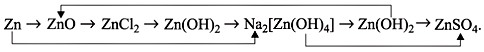 Zn → ZnO → ZnCl₂ → Zn(OH)₂ → Na₂[Zn(OH)₄] → Zn(OH)₂ → ZnSO₄.